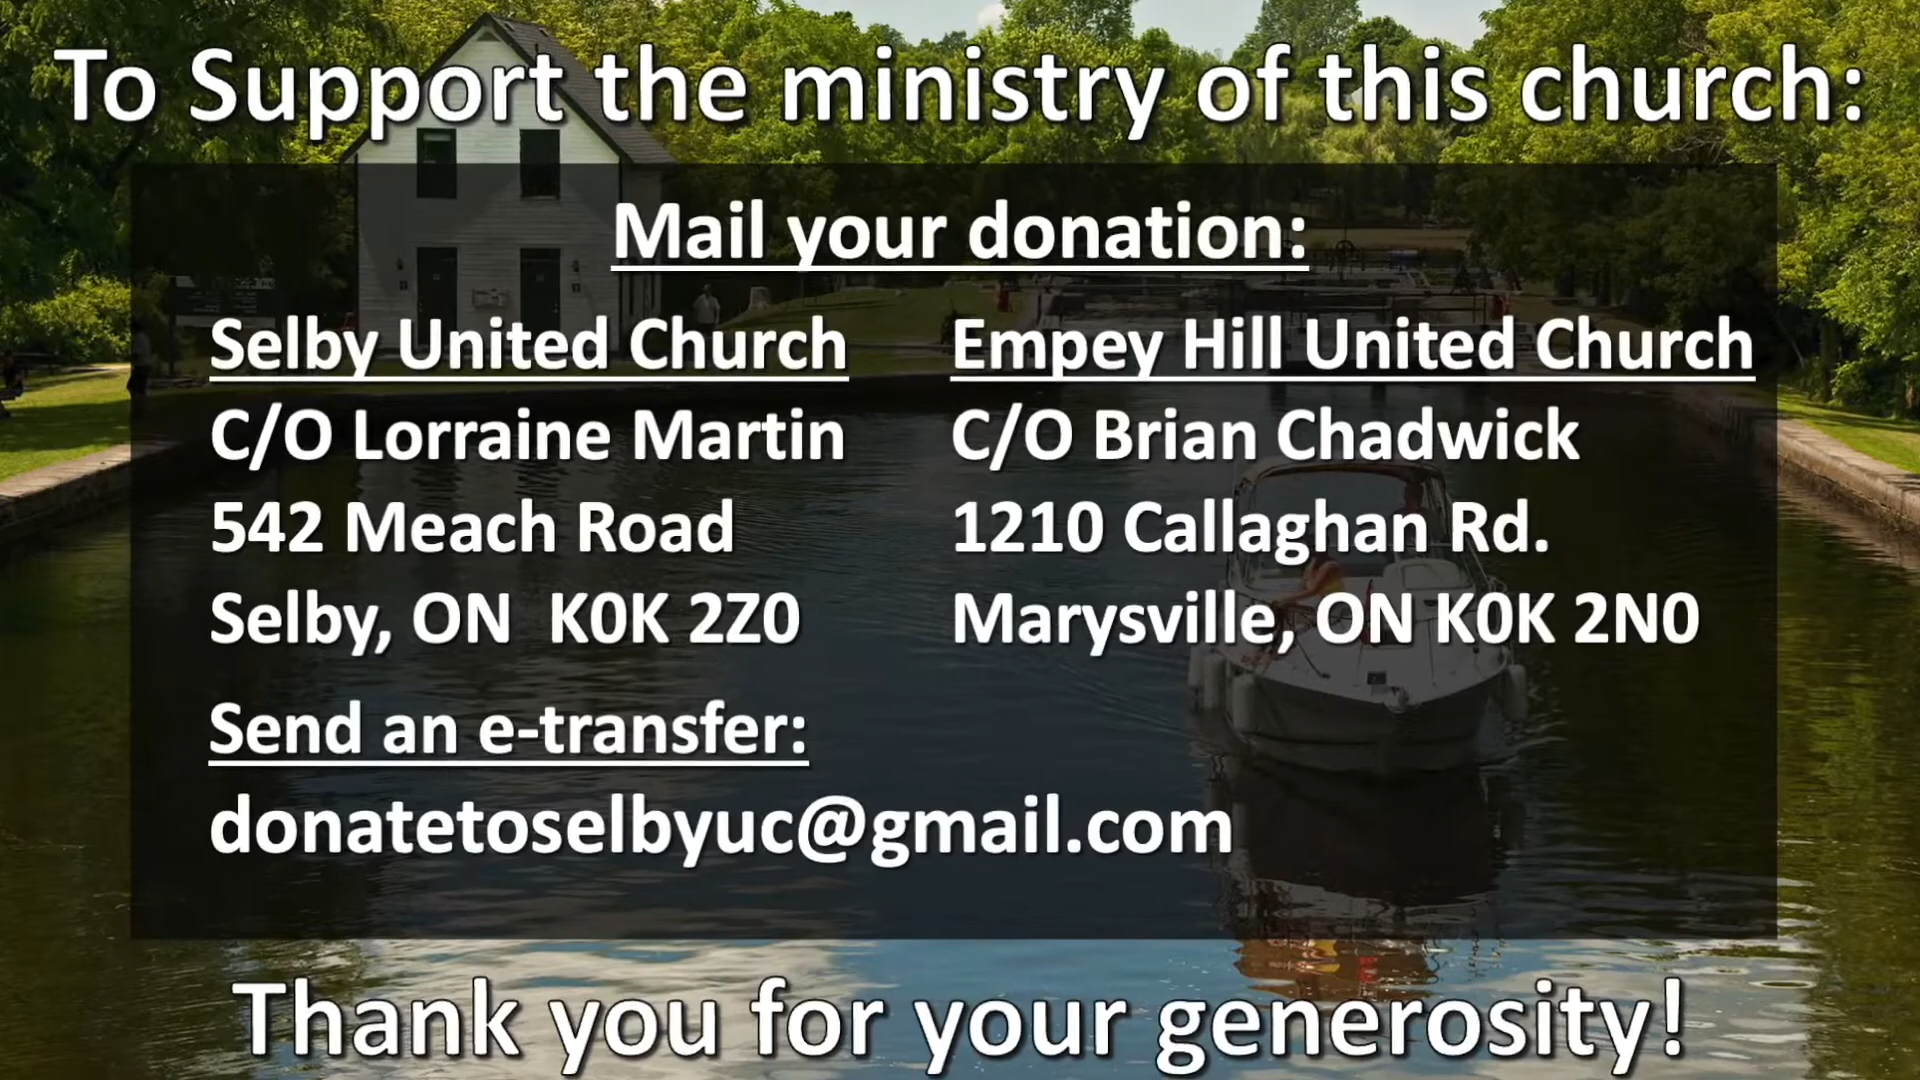 To Support the ministry of this church:
Mail your donation:
Selby United Church
C/O Lorraine Martin
542 Meach Road
Selby, ON  K0K 2Z0
Empey Hill United Church
C/O Brian Chadwick
1210 Callaghan Rd.
Marysville, ON K0K 2N0
Send an e-transfer:
donatetoselbyuc@gmail.com
Thank you for your generosity!